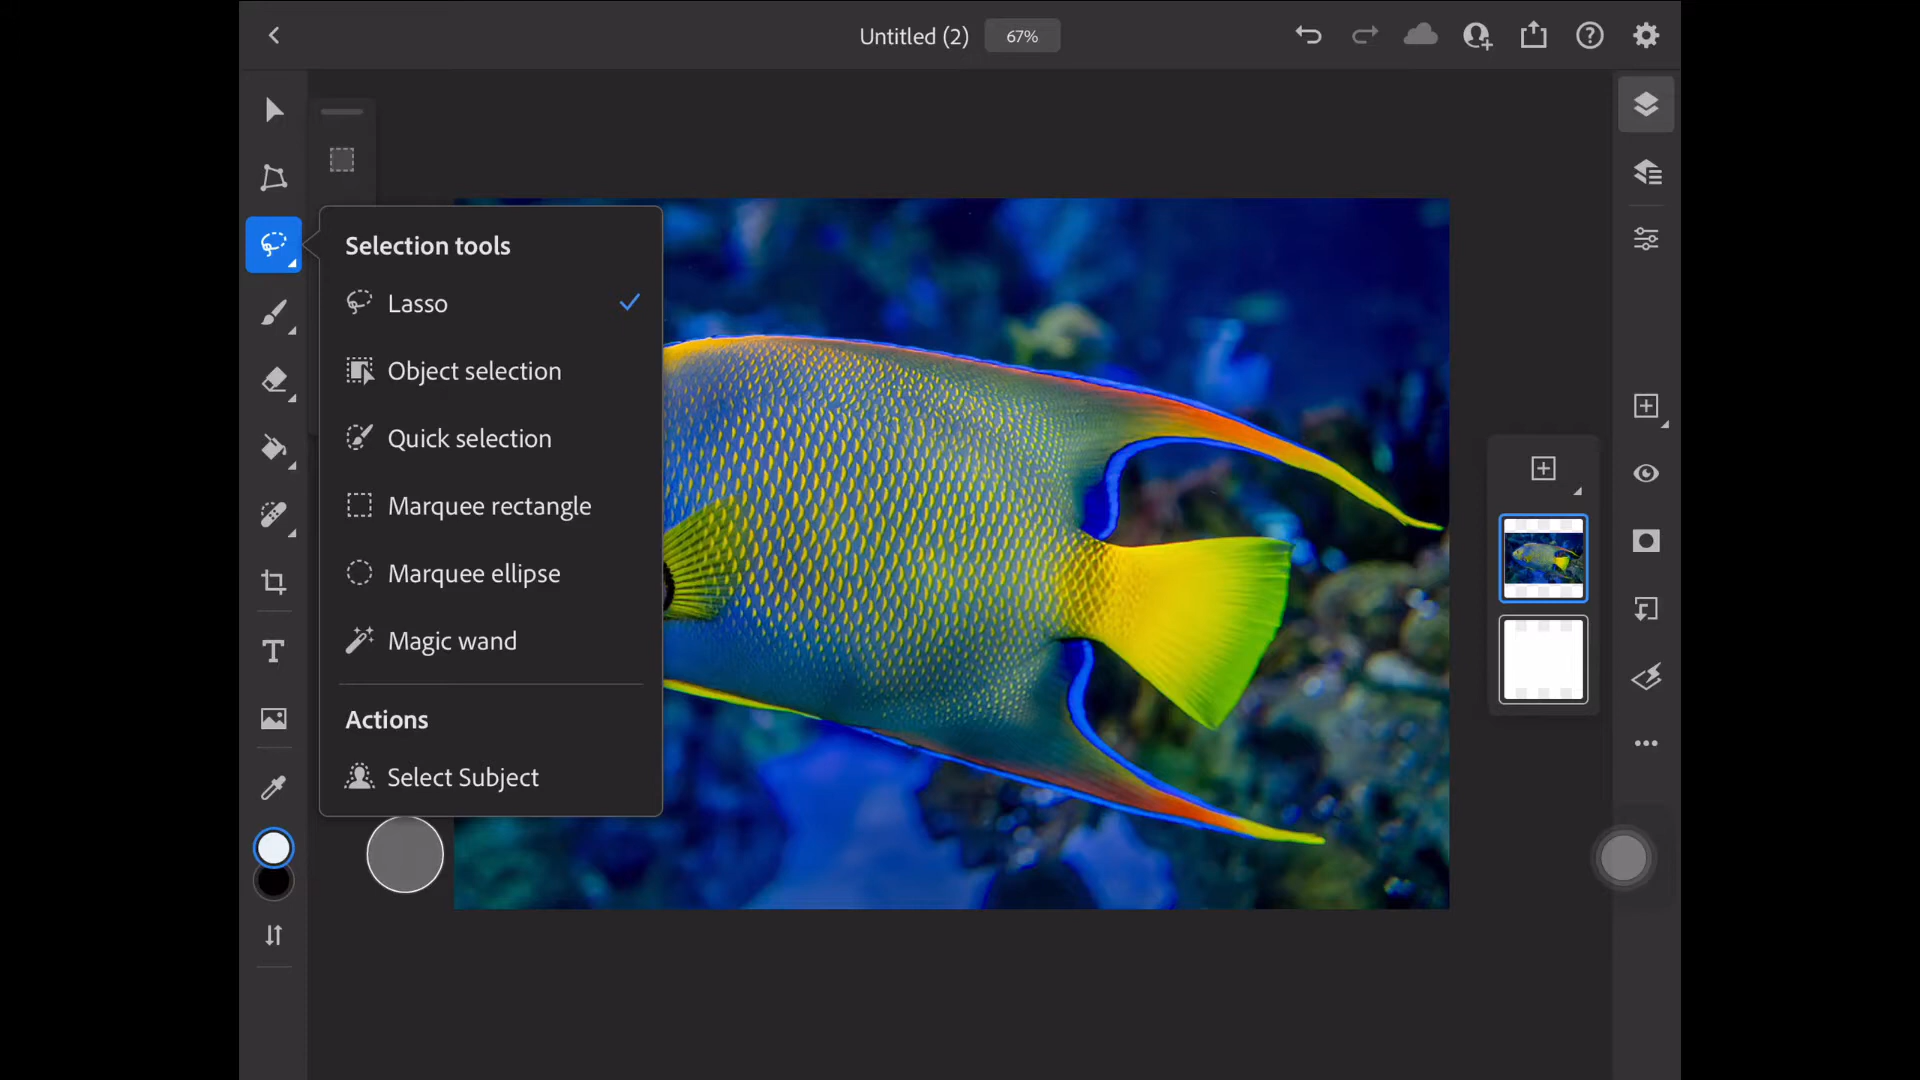 Untitled (2)
67%
Selection tools
Lasso
Object selection
Quick selection
Marquee rectangle
Marquee ellipse
Magic wand
Actions
Select Subject